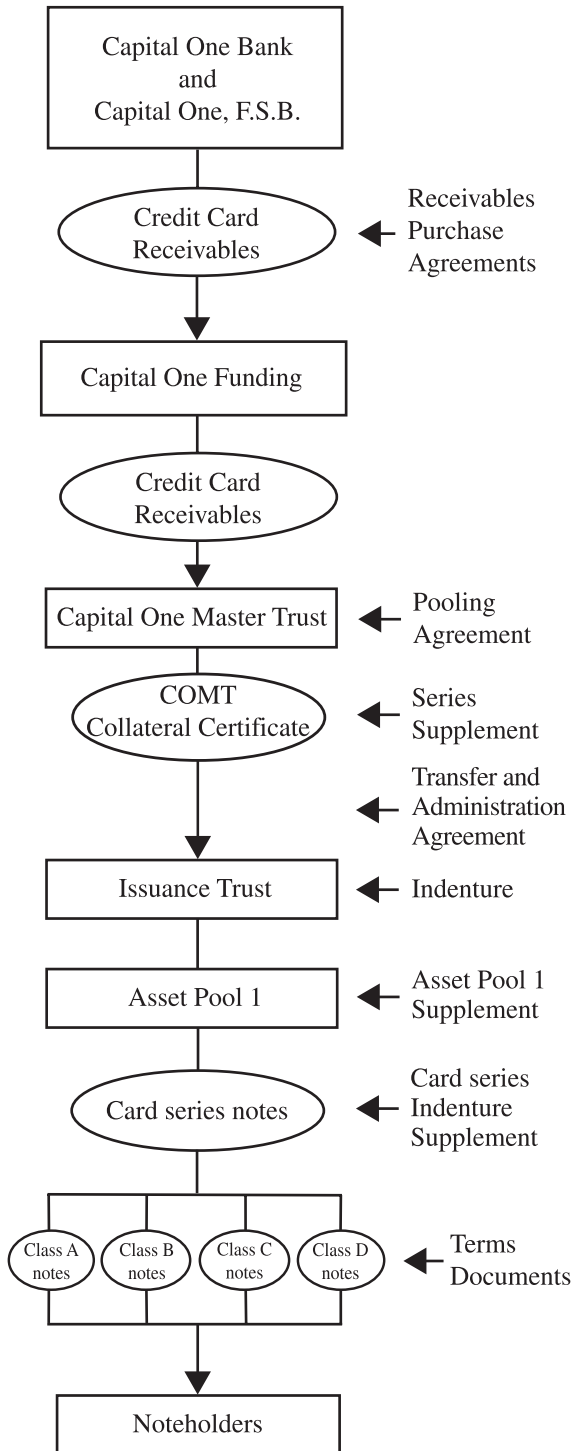 Capital One Bank
and
Capital One, F.S.B.
Credit Card
Receivables
Receivables
Purchase
Agreements
Capital One Funding
Credit Card
Receivables
Capital One Master Trust
Pooling
Agreement
COMT
Collateral Certificate
Series
Supplement
Transfer and
Administration
Agreement
Issuance Trust
Indenture
Asset Pool 1
Asset Pool 1
Supplement
Card series notes
Card series
Indenture
Supplement
Class A
notes
Class B
notes
Class C
notes
Class D
notes
Terms
Documents
Noteholders